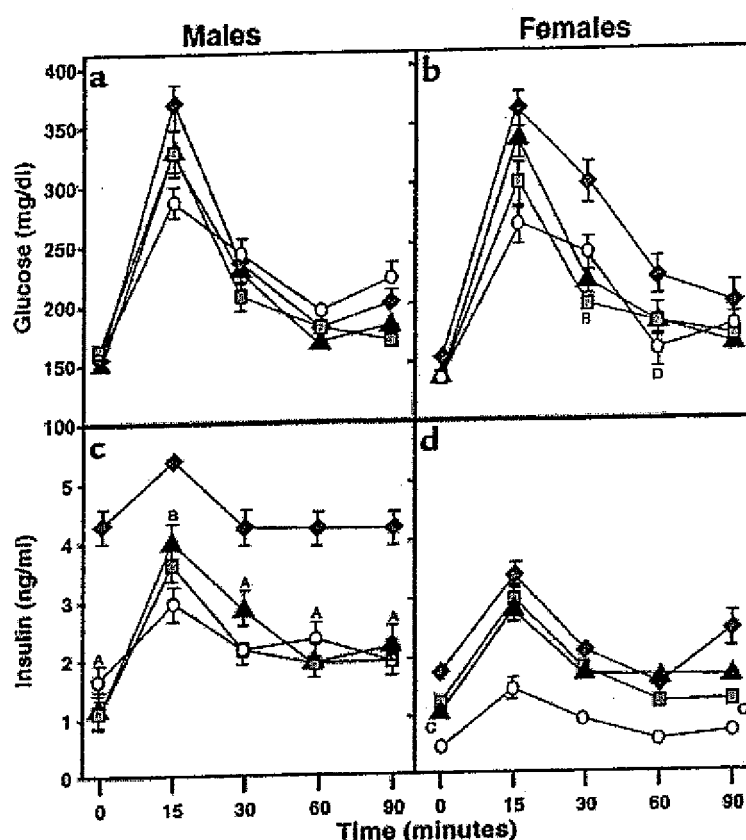 Males
Females
a
b
400
350
300
250
200
150
100
Glucose (mg/dl)
B
D
c
d
5
4
3
2
1
0
Insulin (ng/ml)
A
B
A
A
A
C
C
0
15
30
60
90
0
15
30
60
90
Time (minutes)